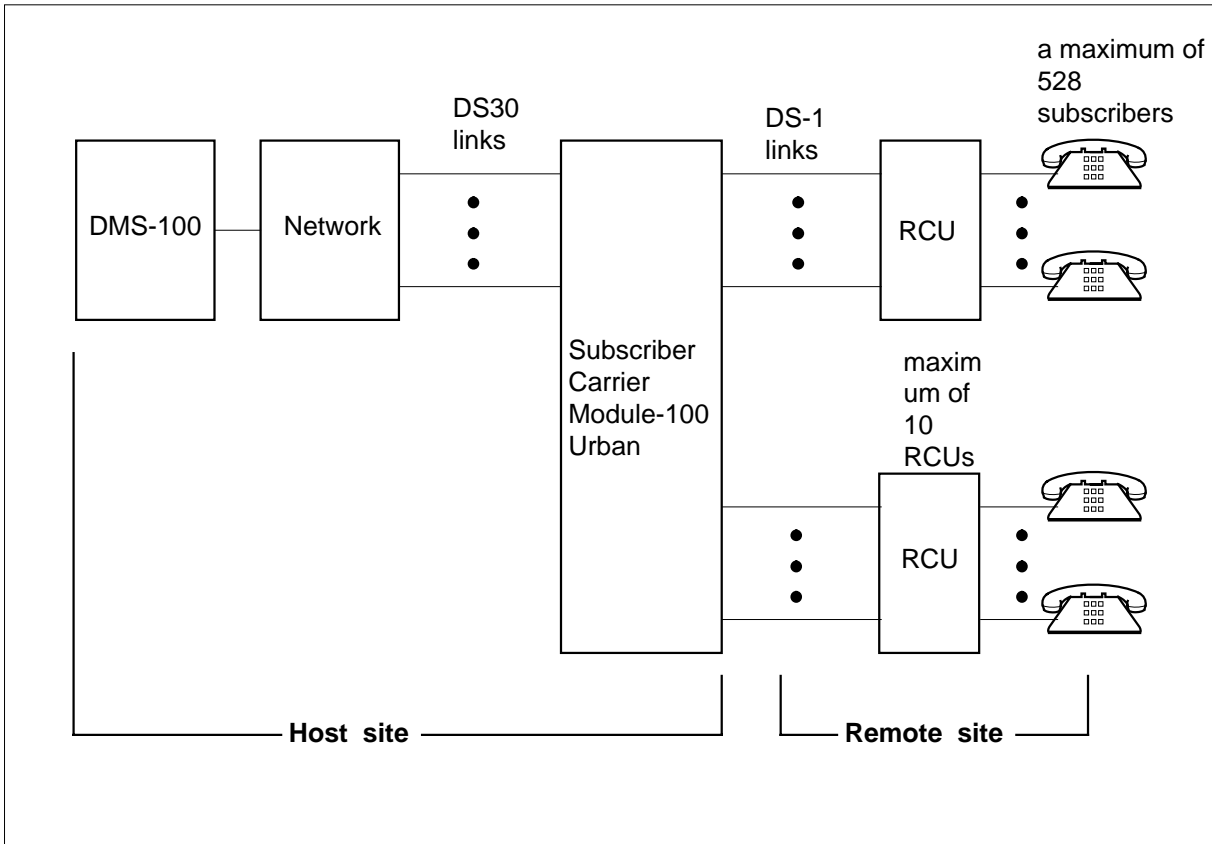 a maximum of
528
subscribers
DS30
links
DS-1
links
DMS-100
Network
RCU
Subscriber
Carrier
Module-100
Urban
maxim
um of
10
RCUs
RCU
Host site
Remote site